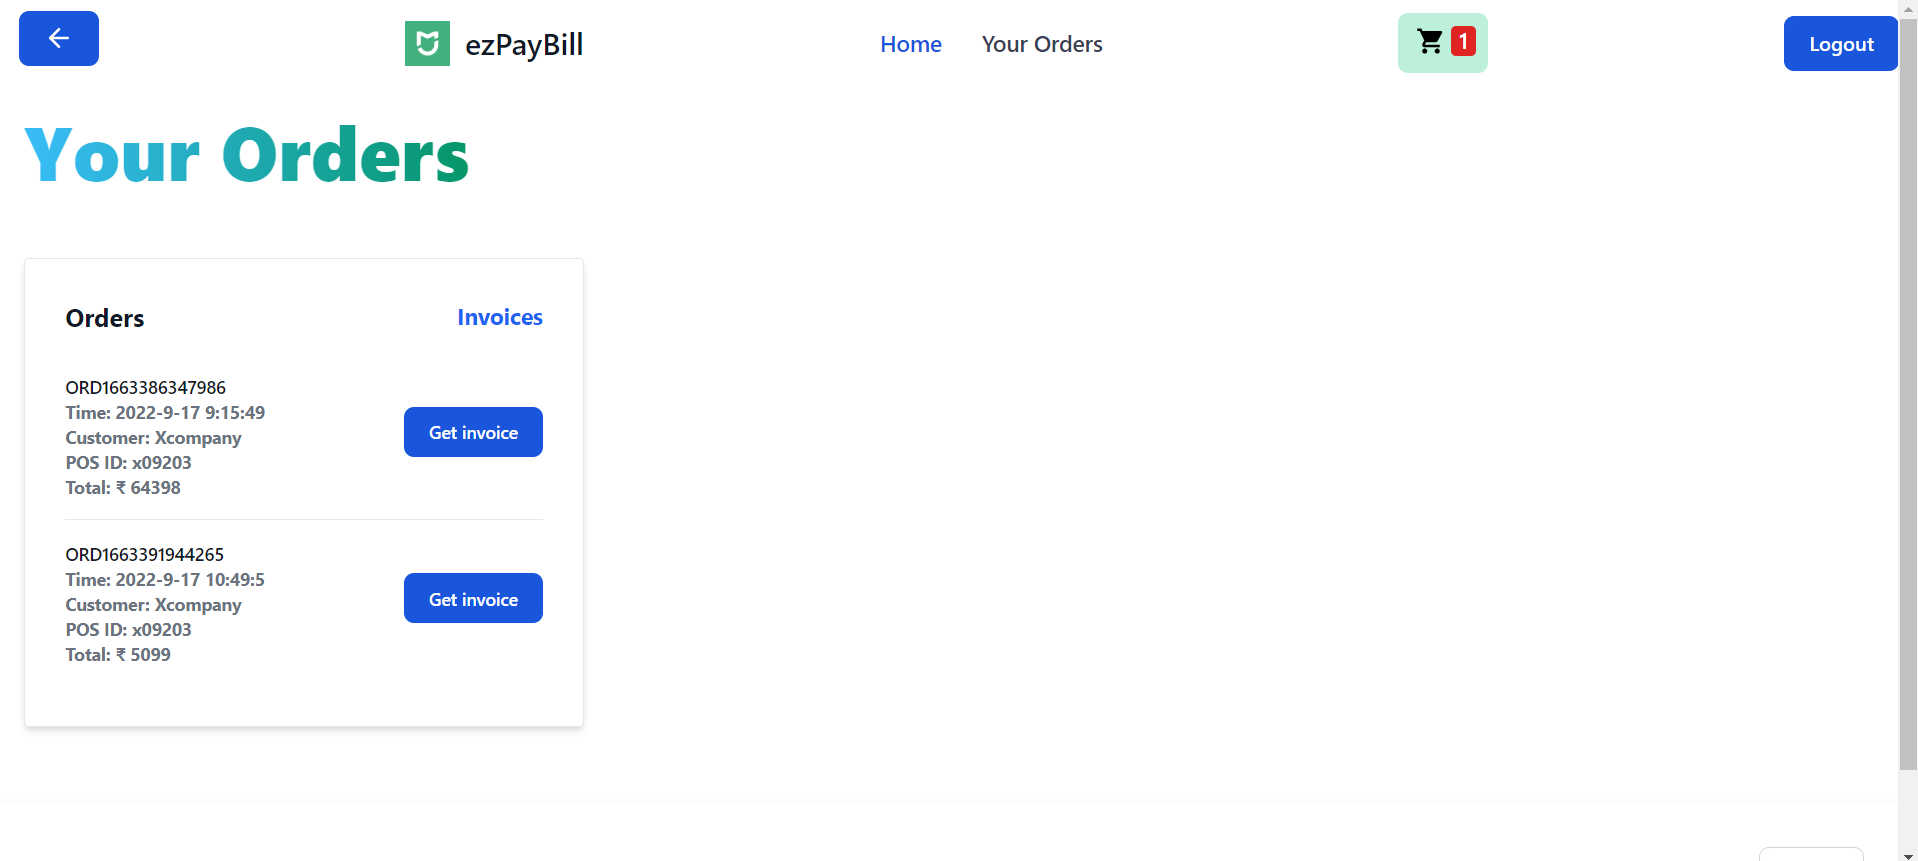 ezPayBill
Home
Your Orders
1
Logout
Your Orders
Orders
Invoices
ORD1663386347986
Time: 2022-9-17 9:15:49
Customer: Xcompany
POS ID: x09203
Total: ₹ 64398
Get invoice
ORD1663391944265
Time: 2022-9-17 10:49:5
Customer: Xcompany
POS ID: x09203
Total: ₹ 5099
Get invoice